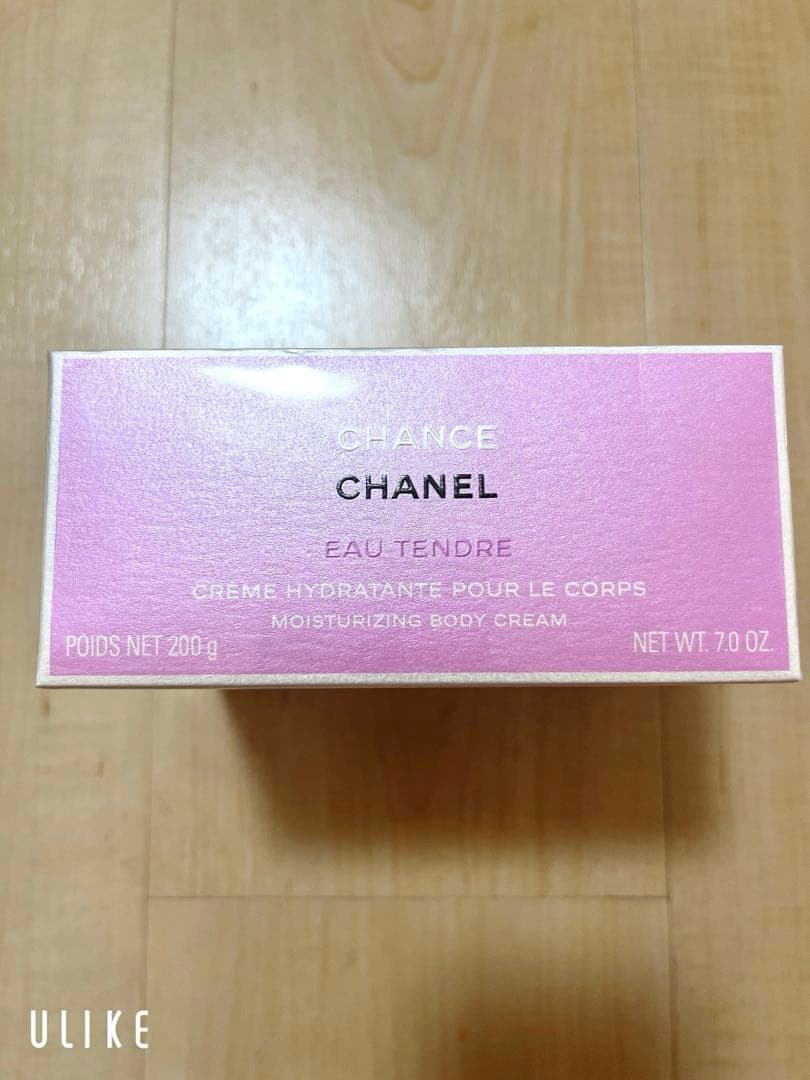 CHANCE
CHANEL
EAU TENDRE
CRÈME HYDRATANTE POUR LE CORPS
MOISTURIZING BODY CREAM
POIDS NET 200 g
NET WT. 7.0 OZ.
ULIKE